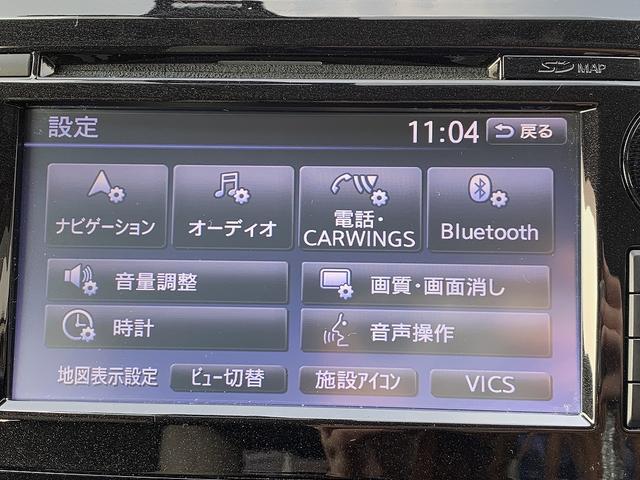 SD MAP
設定 11:04 戻る
ナビゲーション オーディオ 電話・
CARWINGS Bluetooth
音量調整 画質・画面消し
時計 音声操作
地図表示設定 ビュー切替 施設アイコン VICS